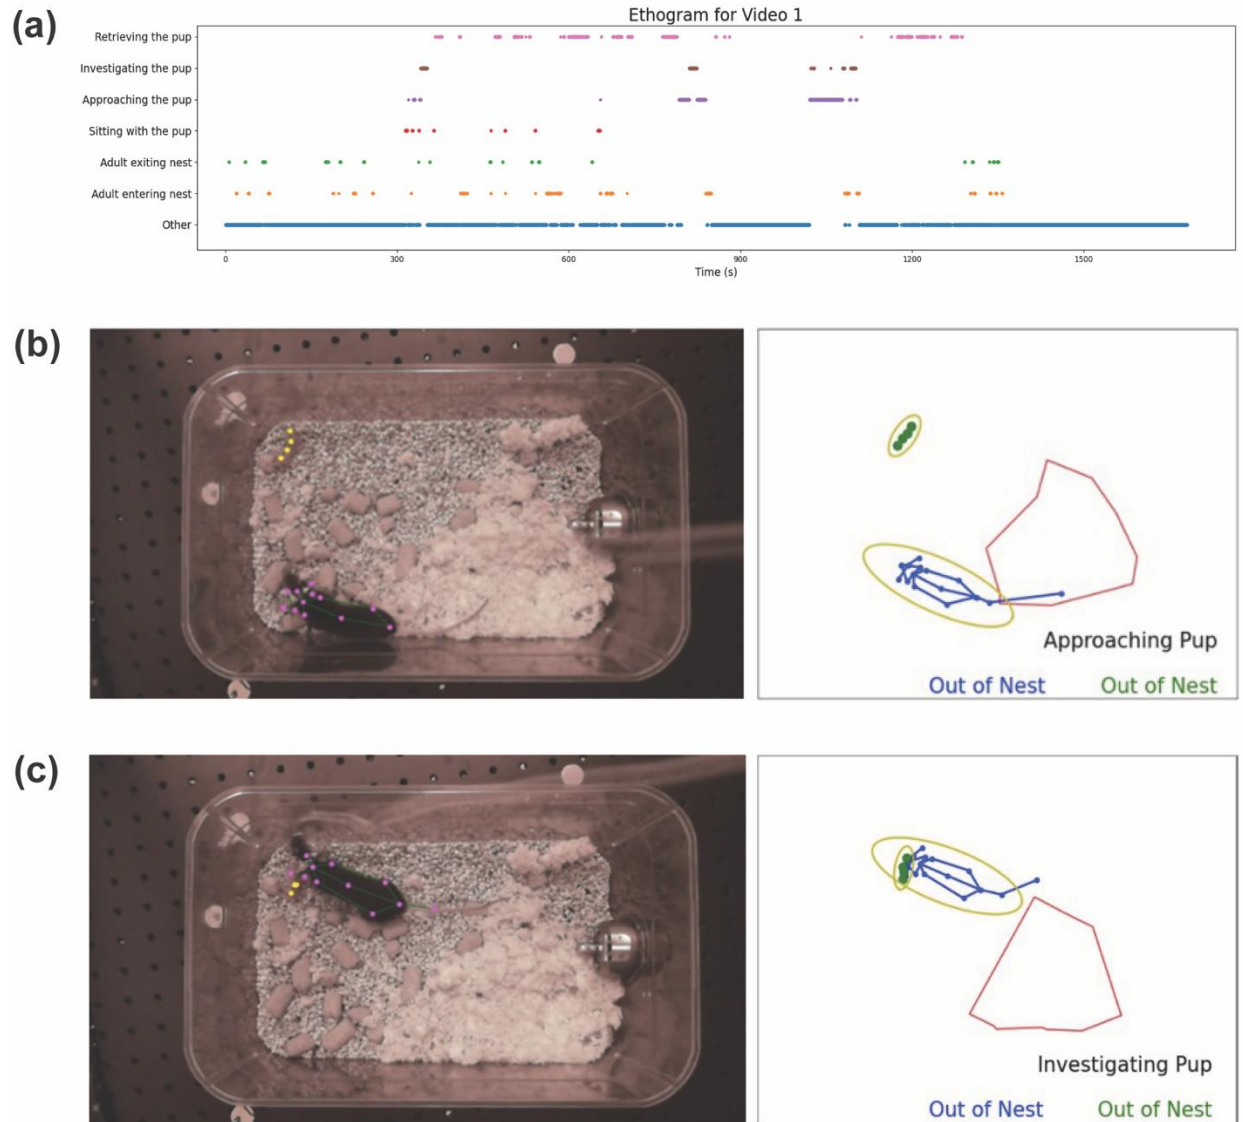 (a)
Ethogram for Video 1
Retrieving the pup
Investigating the pup
Approaching the pup
Sitting with the pup
Adult exiting nest
Adult entering nest
Other
0 300 600 900 1200 1500
Time (s)
(b)
Approaching Pup
Out of Nest Out of Nest
(c)
Investigating Pup
Out of Nest Out of Nest